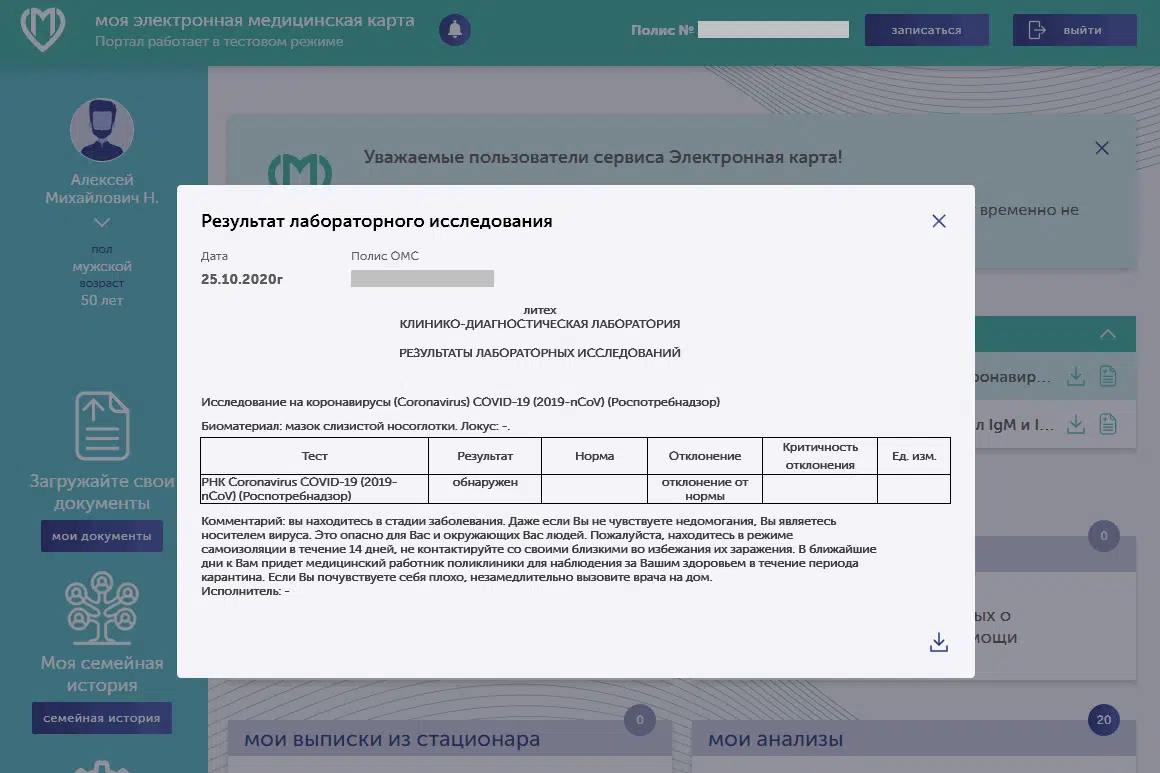 моя электронная медицинская карта
Портал работает в тестовом режиме
Полис №
записаться
выйти
Алексей
Михайлович Н.
пол
мужской
возраст
50 лет
Загружайте свои
документы
мои документы
Моя семейная
история
семейная история
Уважаемые пользователи сервиса Электронная карта!
временно не
Результат лабораторного исследования
Дата
Полис ОМС
25.10.2020г
литех
КЛИНИКО-ДИАГНОСТИЧЕСКАЯ ЛАБОРАТОРИЯ
РЕЗУЛЬТАТЫ ЛАБОРАТОРНЫХ ИССЛЕДОВАНИЙ
Исследование на коронавирусы (Coronavirus) COVID-19 (2019-nCoV) (Роспотребнадзор)
Биоматериал: мазок слизистой носоглотки. Локус: -.
Тест Результат Норма Отклонение Критичность отклонения Ед. изм.
РНК Coronavirus COVID-19 (2019-
nCoV) (Роспотребнадзор)
обнаружен
отклонение от
нормы
Комментарий: вы находитесь в стадии заболевания. Даже если Вы не чувствуете недомогания, Вы являетесь
носителем вируса. Это опасно для Вас и окружающих Вас людей. Пожалуйста, находитесь в режиме
самоизоляции в течение 14 дней, не контактируйте со своими близкими во избежания их заражения. В ближайшие
дни к Вам придет медицинский работник поликлиники для наблюдения за Вашим здоровьем в течение периода
карантина. Если Вы почувствуете себя плохо, незамедлительно вызовите врача на дом.
Исполнитель: -
ронавир...
л IgM и I...
0
ых о
мощи
0
мои выписки из стационара
20
мои анализы